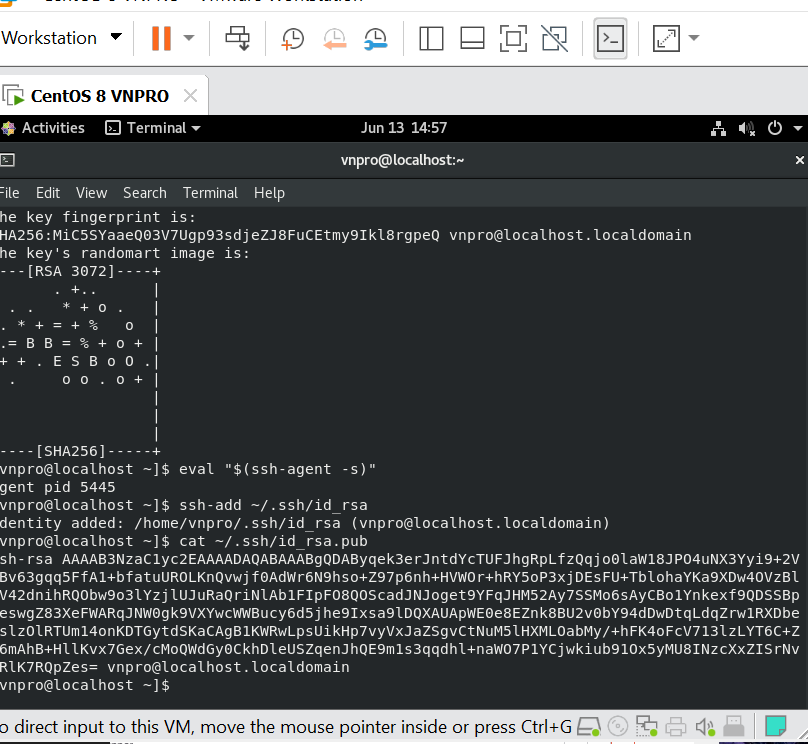 Workstation
CentOS 8 VNPRO
Activities Terminal Jun 13 14:57
vnpro@localhost:~
File Edit View Search Terminal Help
he key fingerprint is:
HA256:MiC5SYaaeQ03V7Ugp93sdjeZJ8FuCEtmy9Ikl8rgpeQ vnpro@localhost.localdomain
he key's randomart image is:
---[RSA 3072]----+
      . +..      |
 . .   * + o .   |
. * + = + %   o  |
.= B B = % + o + |
+ + . E S B o O .|
 .     o o . o + |
                 |
                 |
                 |
----[SHA256]-----+
vnpro@localhost ~]$ eval "$(ssh-agent -s)"
gent pid 5445
vnpro@localhost ~]$ ssh-add ~/.ssh/id_rsa
dentity added: /home/vnpro/.ssh/id_rsa (vnpro@localhost.localdomain)
vnpro@localhost ~]$ cat ~/.ssh/id_rsa.pub
sh-rsa AAAAB3NzaC1yc2EAAAADAQABAAABgQDAByqek3erJntdYcTUFJhgRpLfzQqjo0laW18JPO4uNX3Yyi9+2V
Bv63gqq5FfA1+bfatuUROLKnQvwjf0AdWr6N9hso+Z97p6nh+HVWOr+hRY5oP3xjDEsFU+TblohaYKa9XDw4OVzBl
V42dnihRQObw9o3lYzjlUJuRaQriNlAb1FIpFO8QOScadJNJoget9YFqJHM52Ay7SSMo6sAyCBo1Ynkexf9QDSSBp
eswgZ83XeFWARqJNW0gk9VXYwcWWBucy6d5jhe9Ixsa9lDQXAUApWE0e8EZnk8BU2v0bY94dDwDtqLdqZrw1RXDbe
slzOlRTUm14onKDTGytdSKaCAgB1KWRwLpsUikHp7vyVxJaZSgvCtNuM5lHXMLOabMy/+hFK4oFcV713lzLYT6C+Z
6mAhB+HllKvx7Gex/cMoQWdGy0CkhDleUSZqenJhQE9m1s3qqdhl+naWO7P1YCjwkiub91Ox5yMU8INzcXxZISrNv
RlK7RQpZes= vnpro@localhost.localdomain
vnpro@localhost ~]$
o direct input to this VM, move the mouse pointer inside or press Ctrl+G